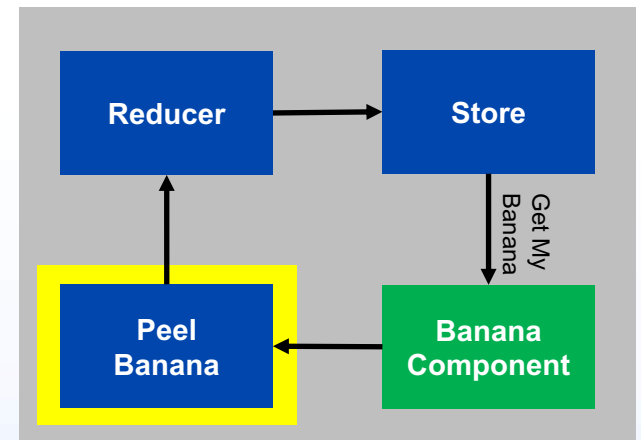 Reducer
Store
Get My
Banana
Peel
Banana
Banana
Component